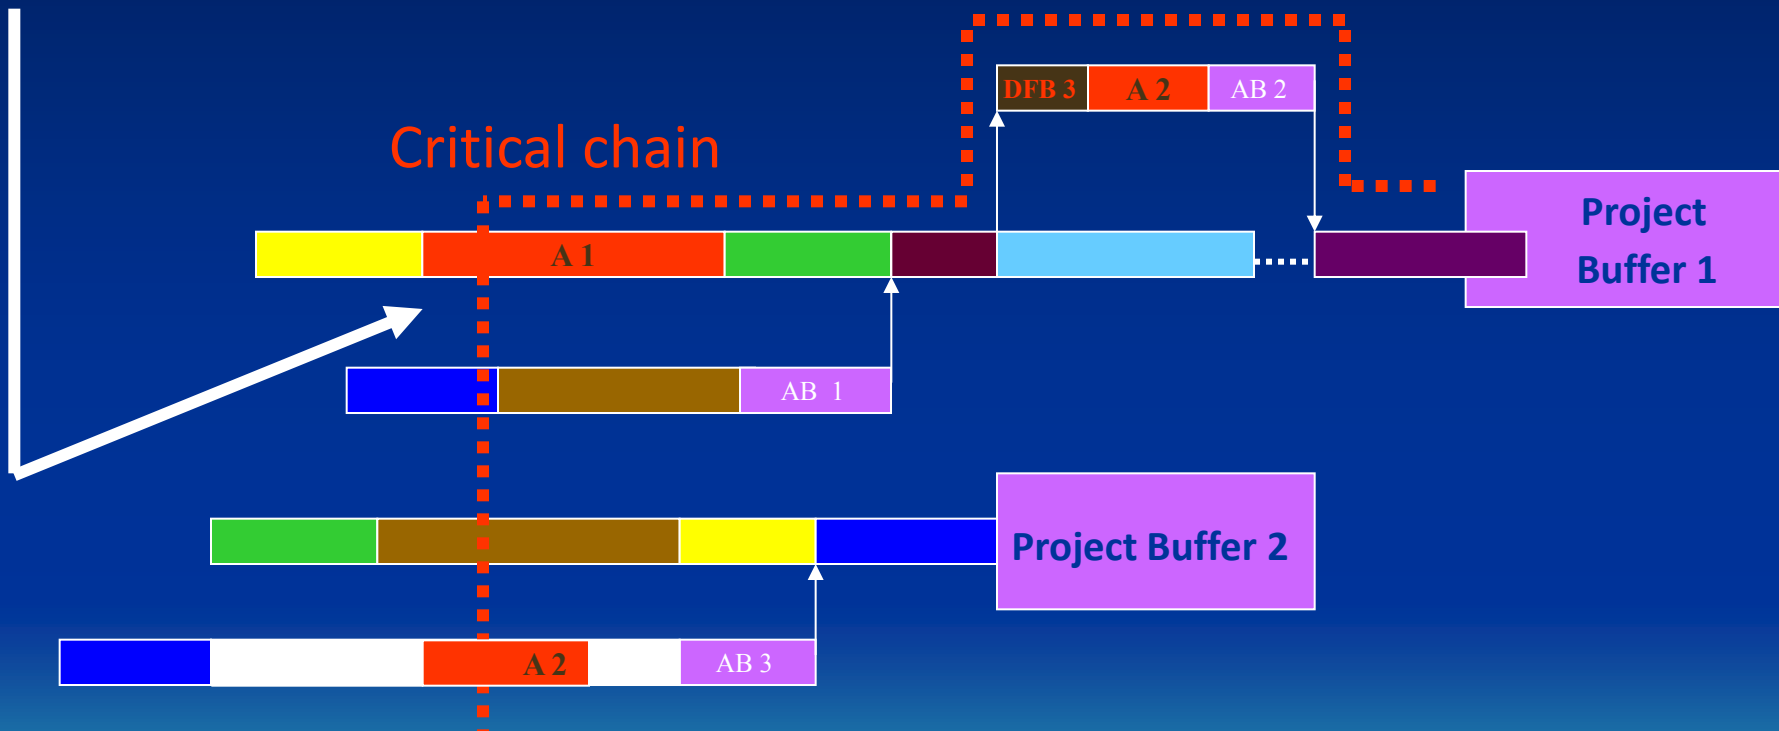 DFB 3 A 2 AB 2
Critical chain
Project
Buffer 1
A 1
AB 1
Project Buffer 2
A 2 AB 3